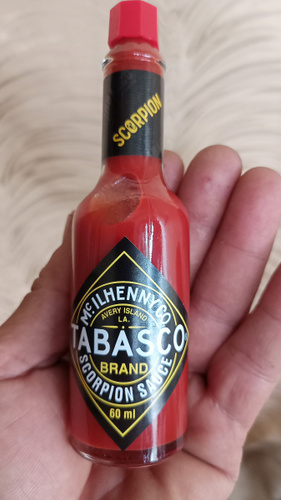 SCORPION
McILHENNY CO.
AVERY ISLAND
LA.
TABASCO®
BRAND
SCORPION SAUCE
60 ml